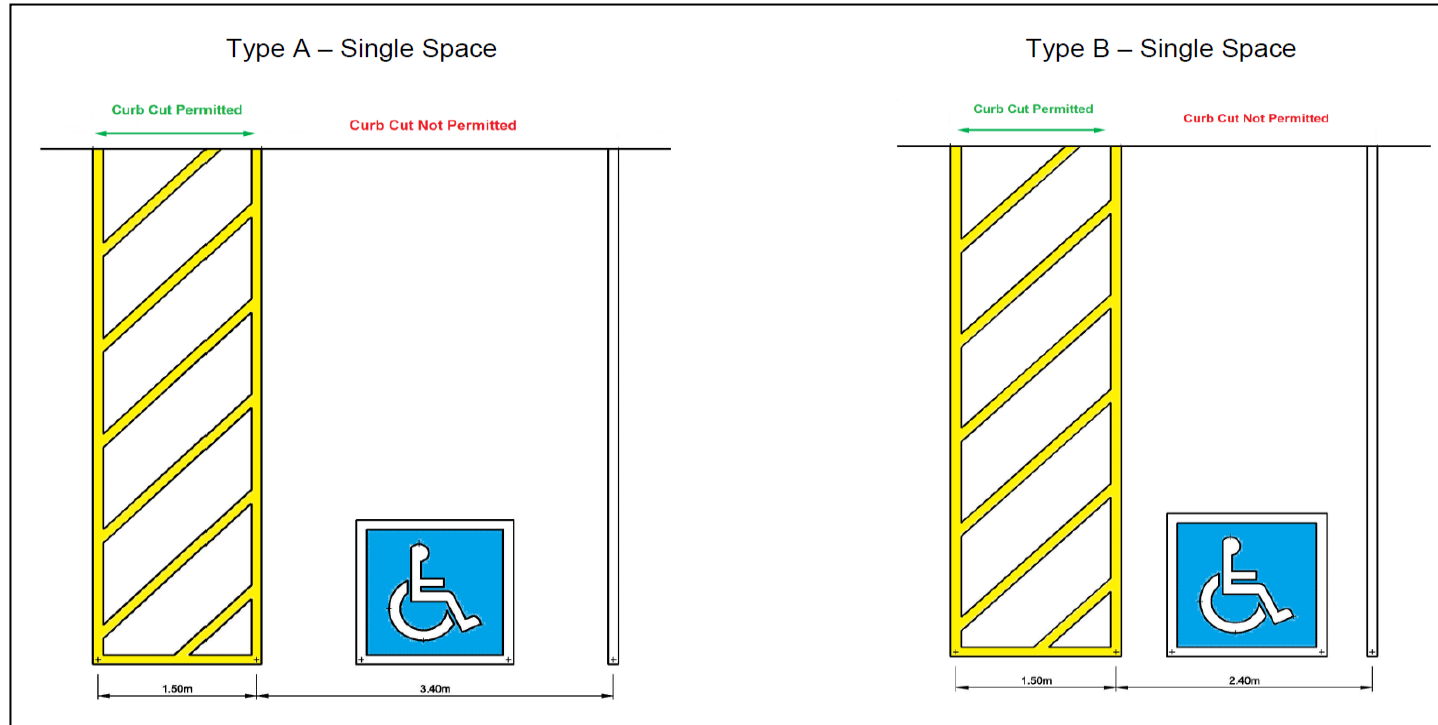 Type A – Single Space
Curb Cut Permitted
Curb Cut Not Permitted
1.50m
3.40m
Type B – Single Space
Curb Cut Permitted
Curb Cut Not Permitted
1.50m
2.40m